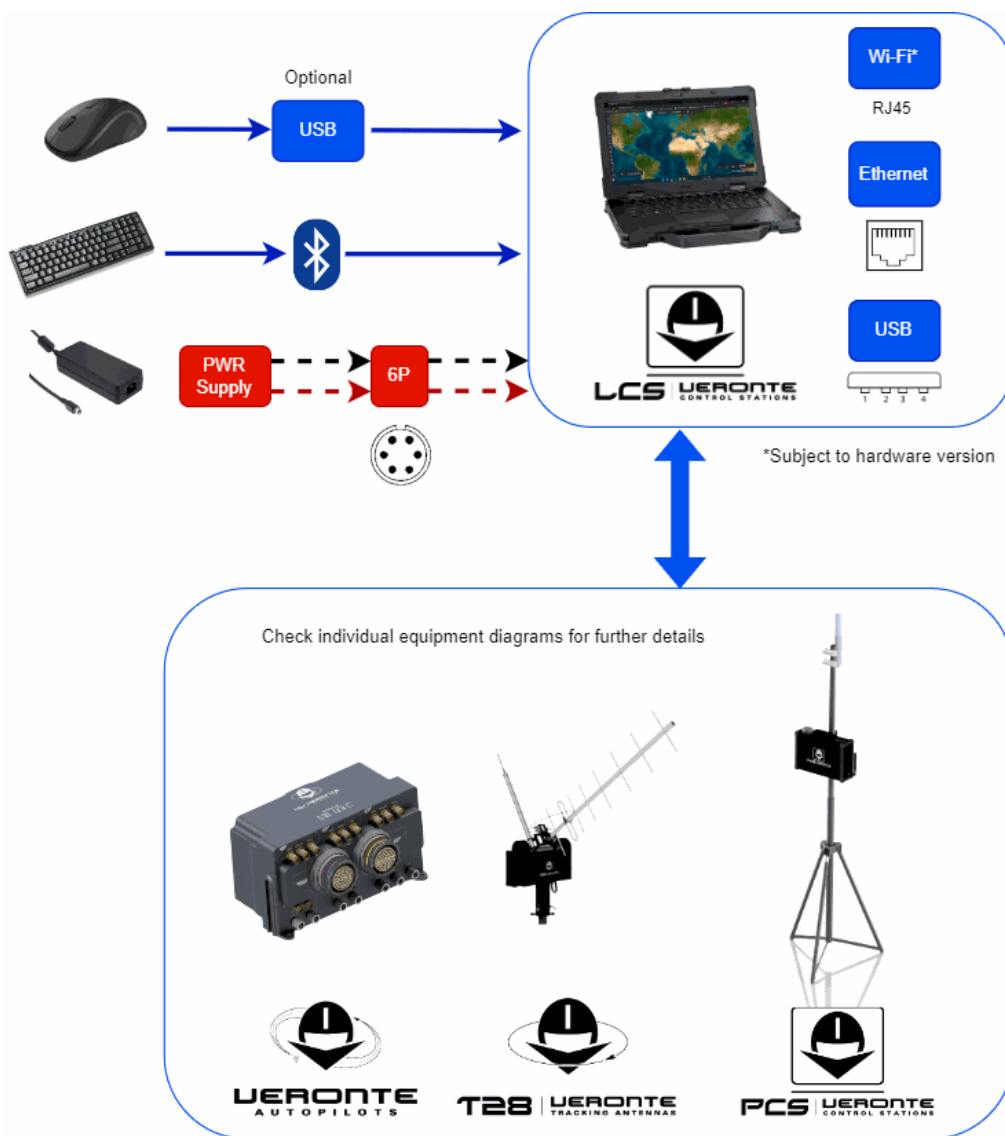 Optional
USB
Wi-Fi*
RJ45
Ethernet
USB
1 2 3 4
PWR
Supply
6P
LCS VERONTE
CONTROL STATIONS
*Subject to hardware version
Check individual equipment diagrams for further details
VERONTE
AUTOPILOTS
T28 VERONTE
TRACKING ANTENNAS
PCS VERONTE
CONTROL STATIONS